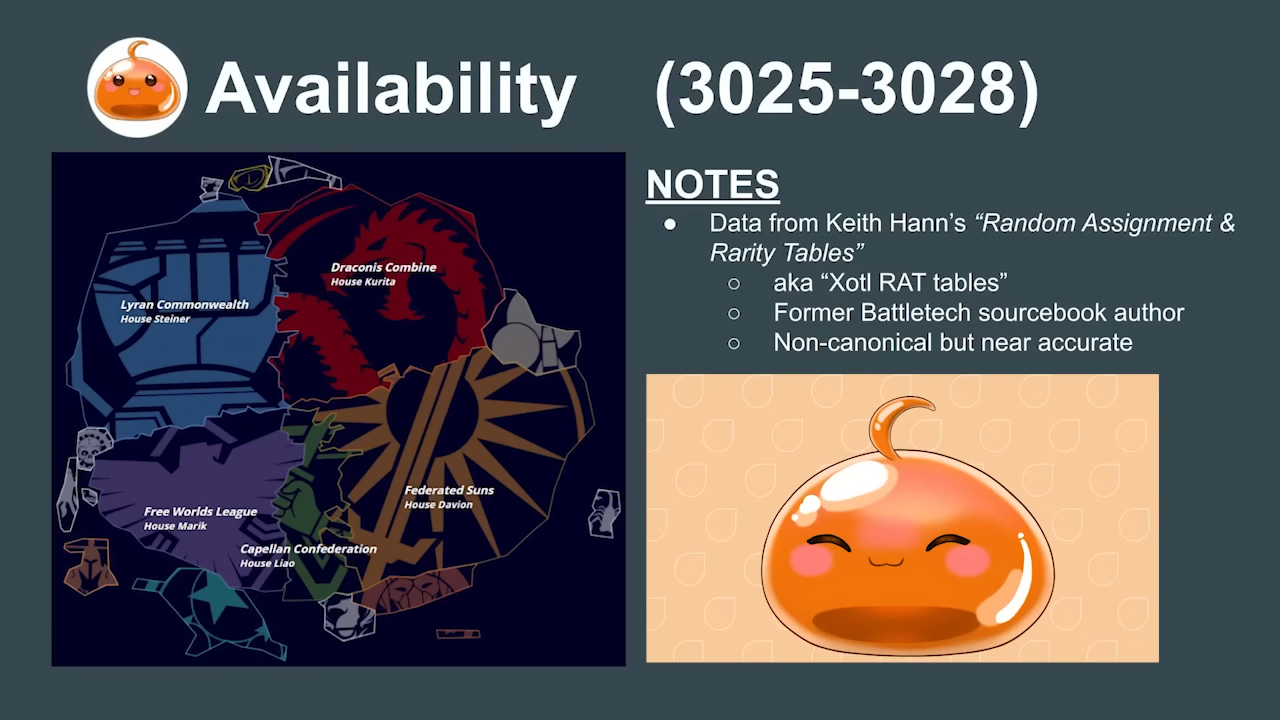 Availability (3025-3028)
NOTES
● Data from Keith Hann's “Random Assignment &
Rarity Tables”
○ aka “Xotl RAT tables”
○ Former Battletech sourcebook author
○ Non-canonical but near accurate
Draconis Combine
House Kurita
Lyran Commonwealth
House Steiner
Federated Suns
House Davion
Free Worlds League
House Marik
Capellan Confederation
House Liao